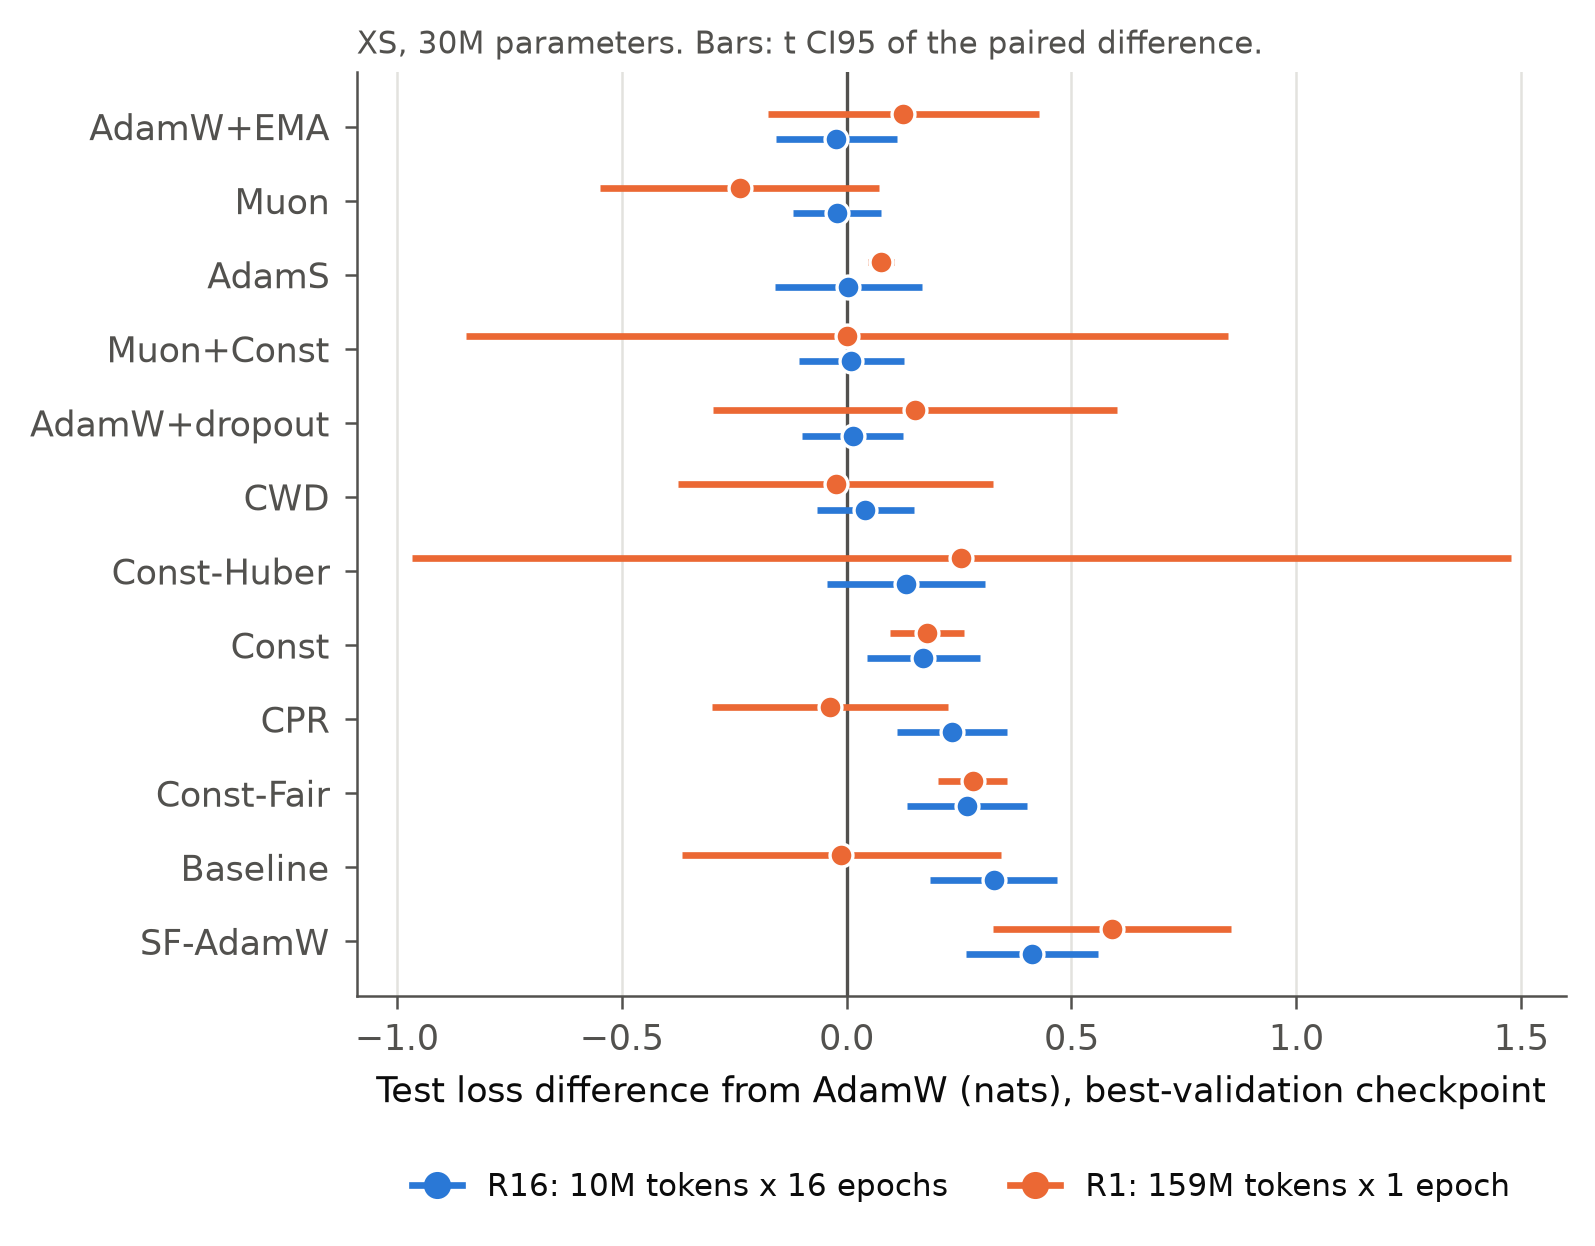 XS, 30M parameters. Bars: t CI95 of the paired difference.
AdamW+EMA
Muon
AdamS
Muon+Const
AdamW+dropout
CWD
Const-Huber
Const
CPR
Const-Fair
Baseline
SF-AdamW
−1.0 −0.5 0.0 0.5 1.0 1.5
Test loss difference from AdamW (nats), best-validation checkpoint
R16: 10M tokens x 16 epochs R1: 159M tokens x 1 epoch